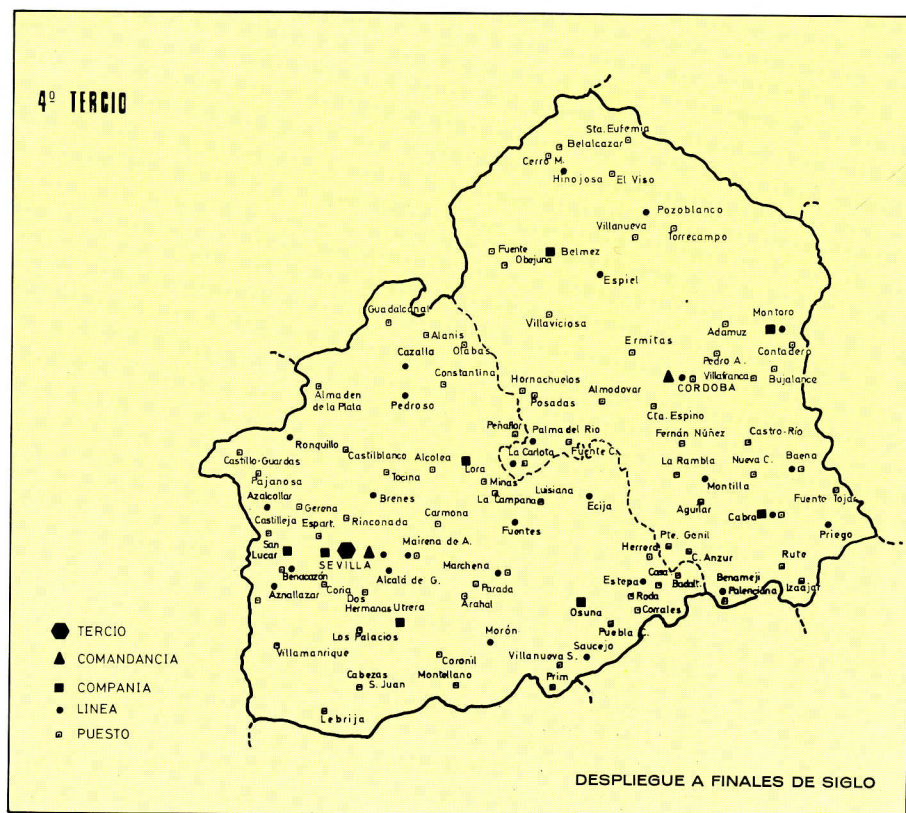 4º TERCIO
Sta. Eufemia
Belalcazar
Cerro M.
Hinojosa
El Viso
Pozoblanco
Villanueva
Torrecampo
Fuente
Obejuna
Belmez
Espiel
Guadalcanal
Villaviciosa
Montoro
Adamuz
Alanis
Ofabas
Ermitas
Contadero
Cazalla
Pedro A.
Constantina
Villafranca
Bujalance
CORDOBA
Hornachuelos
Almodovar
Almaden
de la Plata
Posadas
Pedroso
Cta. Espino
Peñaflor
Palma del Rio
Fernán Núñez
Castro-Río
Ronquillo
Castilblanco
Alcolea
La Carlota
Fuente C.
Castillo-Guardas
Lora
La Rambla
Nueva C.
Baena
Pajanosa
Tocina
Minas
Montilla
Azalcollar
Brenes
La Campana
Luisiana
Fuente Tojar
Gerena
Ecija
Aguilar
Castilleja
Espart.
Rinconada
Carmona
Fuentes
Cabra
Priego
San
Lucar
Mairena de A.
Pte. Genil
SEVILLA
Herrera
C. Anzur
Marchena
Rute
Benacazón
Alcalá de G.
Casa
Badalt.
Aznallazar
Coria
Dos
Hermanas
Parada
Estepa
Benameji
Izaajar
Arahal
Roda
Palenciana
Utrera
Osuna
Corrales
Los Palacios
Puebla C.
Morón
Villamanrique
Saucejo
Coronil
Villanueva S.
Cabezas
S. Juan
Montellano
Prim
Lebrija
TERCIO
COMANDANCIA
COMPANIA
LINEA
PUESTO
DESPLIEGUE A FINALES DE SIGLO